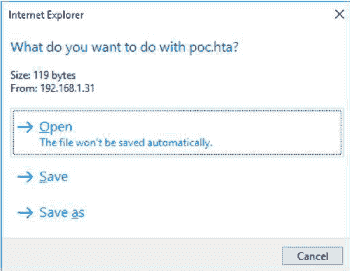 Internet Explorer
What do you want to do with poc.hta?
Size: 119 bytes
From: 192.168.1.31
Open
The file won't be saved automatically.
Save
Save as
Cancel